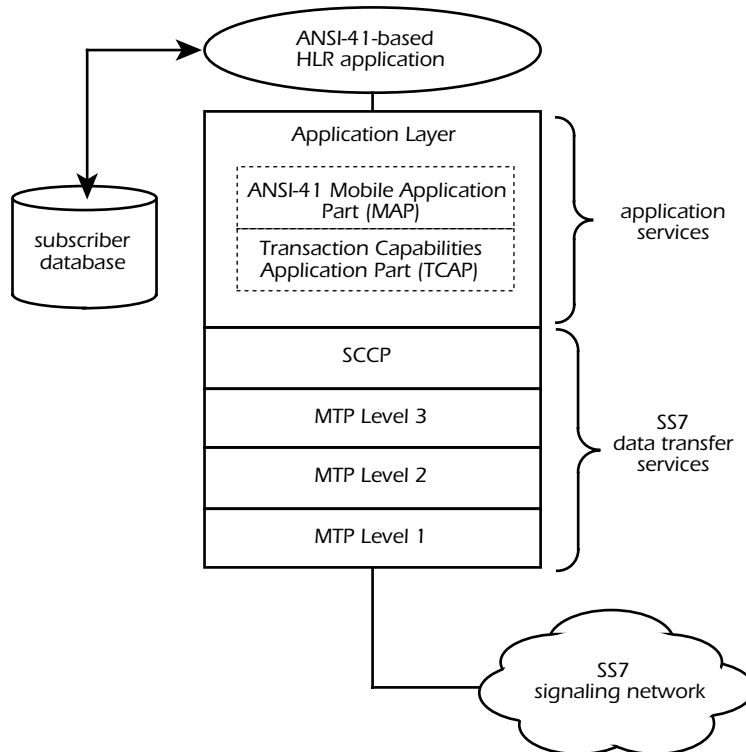 ANSI-41-based
HLR application
Application Layer
ANSI-41 Mobile Application
Part (MAP)
Transaction Capabilities
Application Part (TCAP)
application
services
subscriber
database
SCCP
MTP Level 3
SS7
data transfer
services
MTP Level 2
MTP Level 1
SS7
signaling network